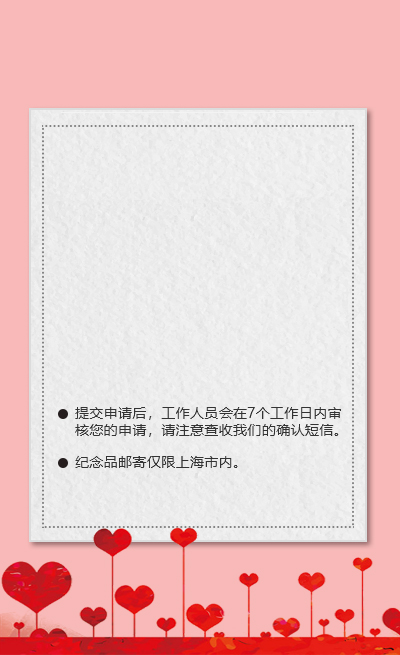 ● 提交申请后，工作人员会在7个工作日内审
核您的申请，请注意查收我们的确认短信。
● 纪念品邮寄仅限上海市内。